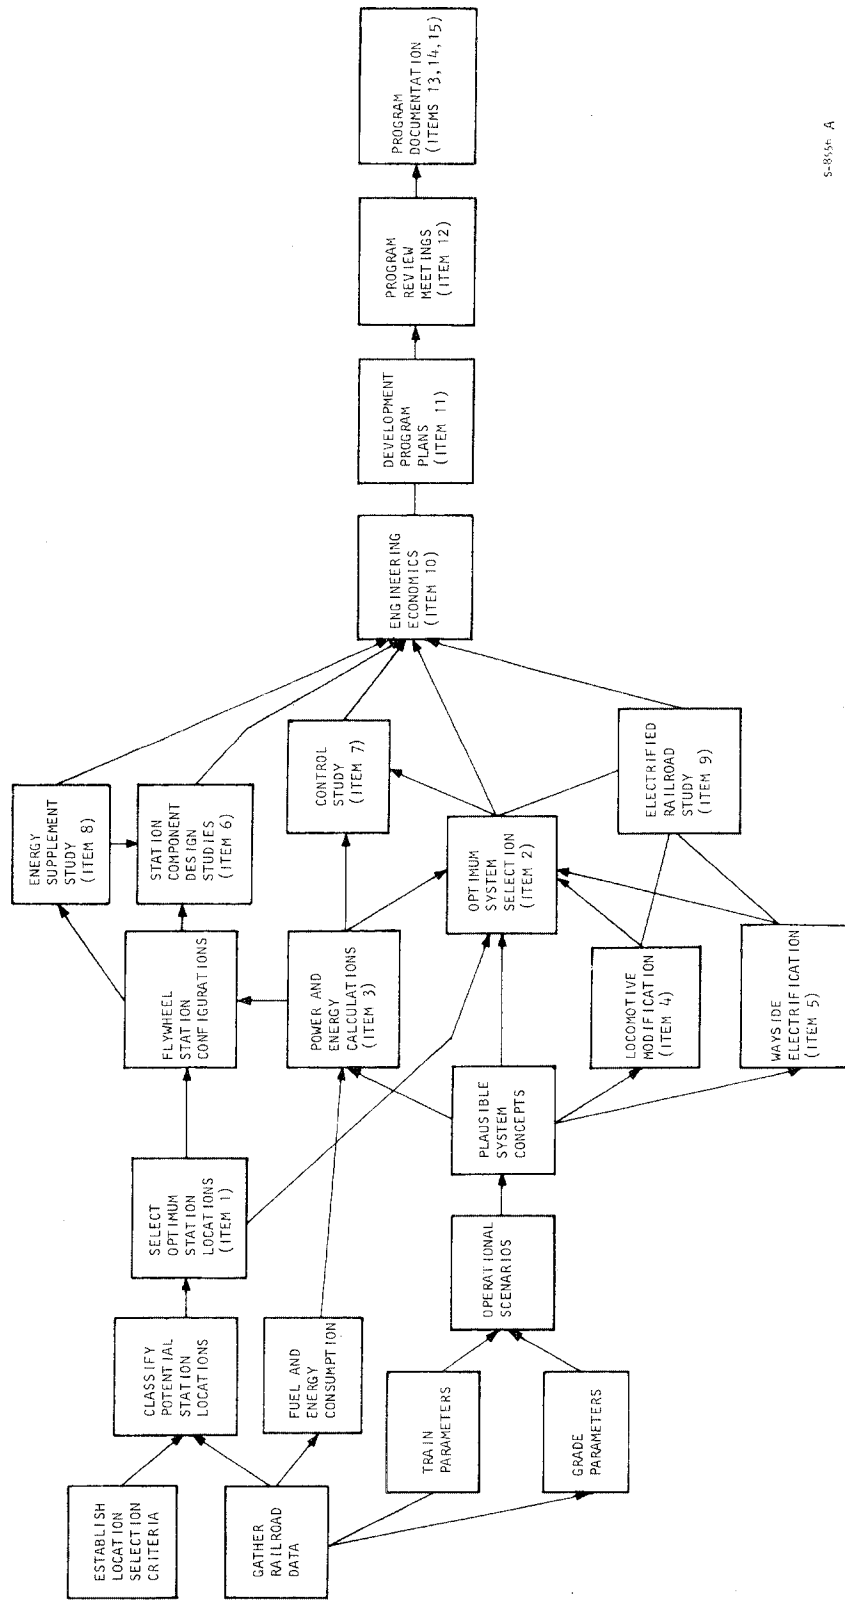 ESTABLISH
LOCATION
SELECTION
CRITERIA
GATHER
RAILROAD
DATA
CLASSIFY
POTENTIAL
STATION
LOCATIONS
FUEL AND
ENERGY
CONSUMPTION
TRAIN
PARAMETERS
GRADE PARAMETERS
SELECT
OPTIMUM
STATION
LOCATIONS
(ITEM 1)
OPERATIONAL
SCENARIOS
PLAUSIBLE
SYSTEM
CONCEPTS
FLYWHEEL
STATION
CONFIGURATIONS
POWER AND
ENERGY
CALCULATIONS
(ITEM 3)
LOCOMOTIVE
MODIFICATION
(ITEM 4)
WAYSIDE
ELECTRIFICATION
(ITEM 5)
ENERGY
SUPPLEMENT
STUDY
(ITEM 8)
STATION
COMPONENT
DESIGN
STUDIES
(ITEM 6)
CONTROL
STUDY
(ITEM 7)
OPTIMUM
SYSTEM
SELECTION
(ITEM 2)
ELECTRIFIED
RAILROAD
STUDY
(ITEM 9)
ENGINEERING
ECONOMICS
(ITEM 10)
DEVELOPMENT
PROGRAM
PLANS
(ITEM 11)
PROGRAM
REVIEW
MEETINGS
(ITEM 12)
PROGRAM
DOCUMENTATION
(ITEMS 13,14,15)